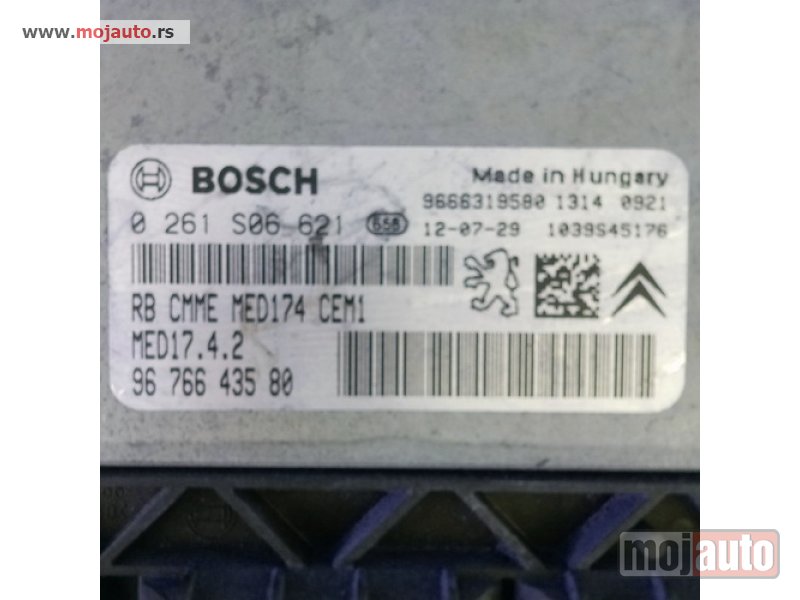 www.mojauto.rs
BOSCH
Made in Hungary
9666319580 1314 0921
0 261 S06 621 658 12-07-29 1039S45176
RB CMME MED174 CEM1
MED17.4.2
96 766 435 80
mojauto